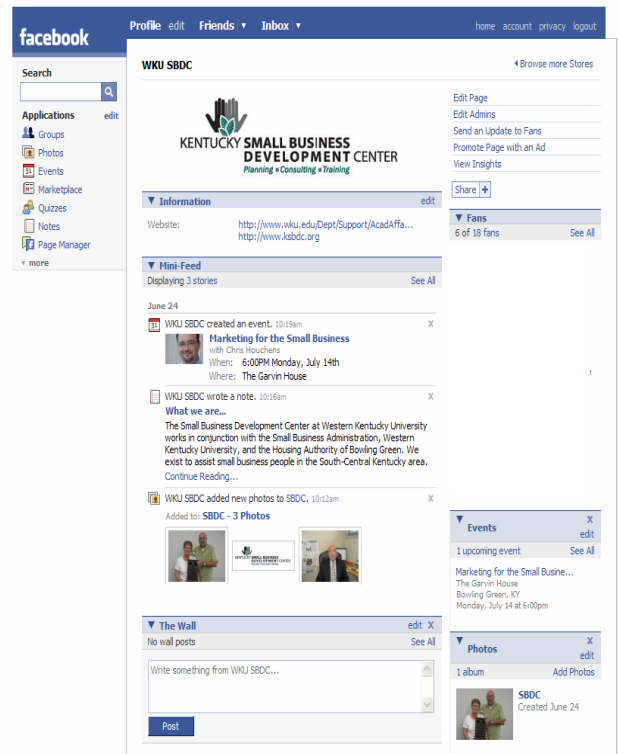 facebook
Profile edit Friends Inbox
home account privacy logout
Search
Applications edit
Groups
Photos
31 Events
Marketplace
Quizzes
Notes
Page Manager
more
WKU SBDC
Browse more Stores
KENTUCKY SMALL BUSINESS
DEVELOPMENT CENTER
Planning Consulting Training
Information edit
Website: http://www.wku.edu/Dept/Support/AcadAffa...
http://www.ksbdc.org
Mini-Feed
Displaying 3 stories See All
June 24
31 WKU SBDC created an event. 10:19am X
Marketing for the Small Business
with Chris Houchens
When: 6:00PM Monday, July 14th
Where: The Garvin House
WKU SBDC wrote a note. 10:16am X
What we are...
The Small Business Development Center at Western Kentucky University
works in conjunction with the Small Business Administration, Western
Kentucky University, and the Housing Authority of Bowling Green. We
exist to assist small business people in the South-Central Kentucky area.
Continue Reading...
WKU SBDC added new photos to SBDC. 10:12am X
Added to: SBDC - 3 Photos
The Wall edit X
No wall posts See All
Write something from WKU SBDC...
Post
Edit Page
Edit Admins
Send an Update to Fans
Promote Page with an Ad
View Insights
Share +
Fans
6 of 18 fans See All
Events X
edit
1 upcoming event See All
Marketing for the Small Busine...
The Garvin House
Bowling Green, KY
Monday, July 14 at 6:00pm
Photos X
edit
1 album Add Photos
SBDC
Created June 24